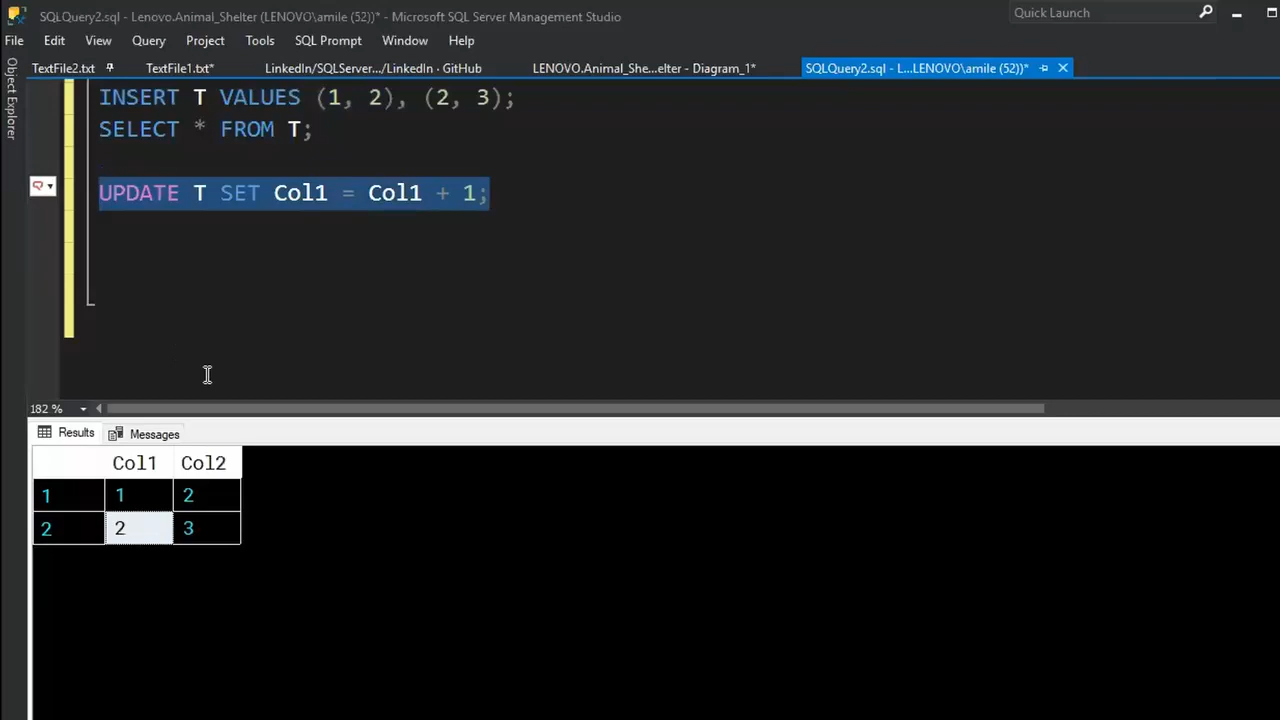 SQLQuery2.sql - Lenovo.Animal_Shelter (LENOVO\amile (52))* - Microsoft SQL Server Management Studio
Quick Launch
File Edit View Query Project Tools SQL Prompt Window Help
TextFile2.txt TextFile1.txt* LinkedIn/SQLServer.../LinkedIn · GitHub LENOVO.Animal_She...elter - Diagram_1* SQLQuery2.sql - L...LENOVO\amile (52))*
Object Explorer
INSERT T VALUES (1, 2), (2, 3);
SELECT * FROM T;
UPDATE T SET Col1 = Col1 + 1;
182 %
Results Messages
Col1 Col2
1 1 2
2 2 3